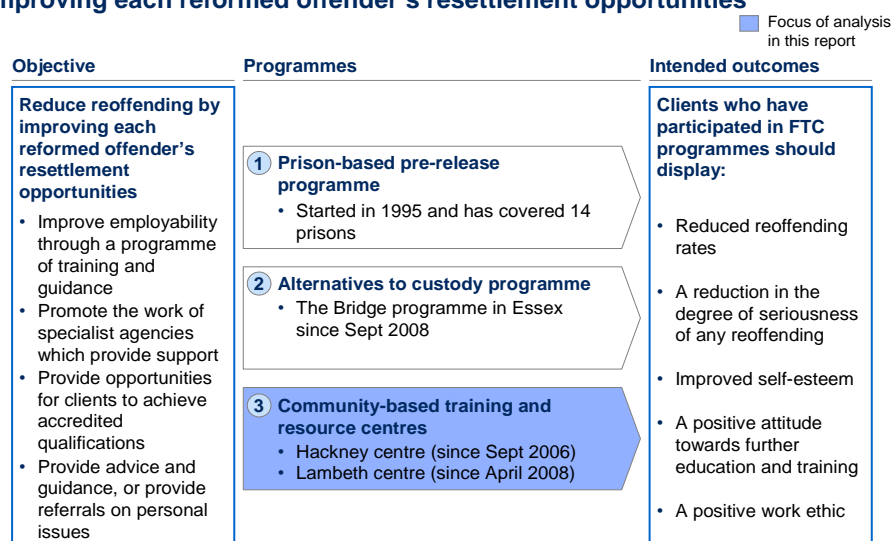 mproving each reformed offender's resettlement opportunities
Focus of analysis
in this report
Objective
Programmes
Intended outcomes
Reduce reoffending by
improving each
reformed offender's
resettlement
opportunities
• Improve employability
through a programme
of training and
guidance
• Promote the work of
specialist agencies
which provide support
• Provide opportunities
for clients to achieve
accredited
qualifications
• Provide advice and
guidance, or provide
referrals on personal
issues
1 Prison-based pre-release
programme
• Started in 1995 and has covered 14
prisons
2 Alternatives to custody programme
• The Bridge programme in Essex
since Sept 2008
3 Community-based training and
resource centres
• Hackney centre (since Sept 2006)
• Lambeth centre (since April 2008)
Clients who have
participated in FTC
programmes should
display:
• Reduced reoffending
rates
• A reduction in the
degree of seriousness
of any reoffending
• Improved self-esteem
• A positive attitude
towards further
education and training
• A positive work ethic